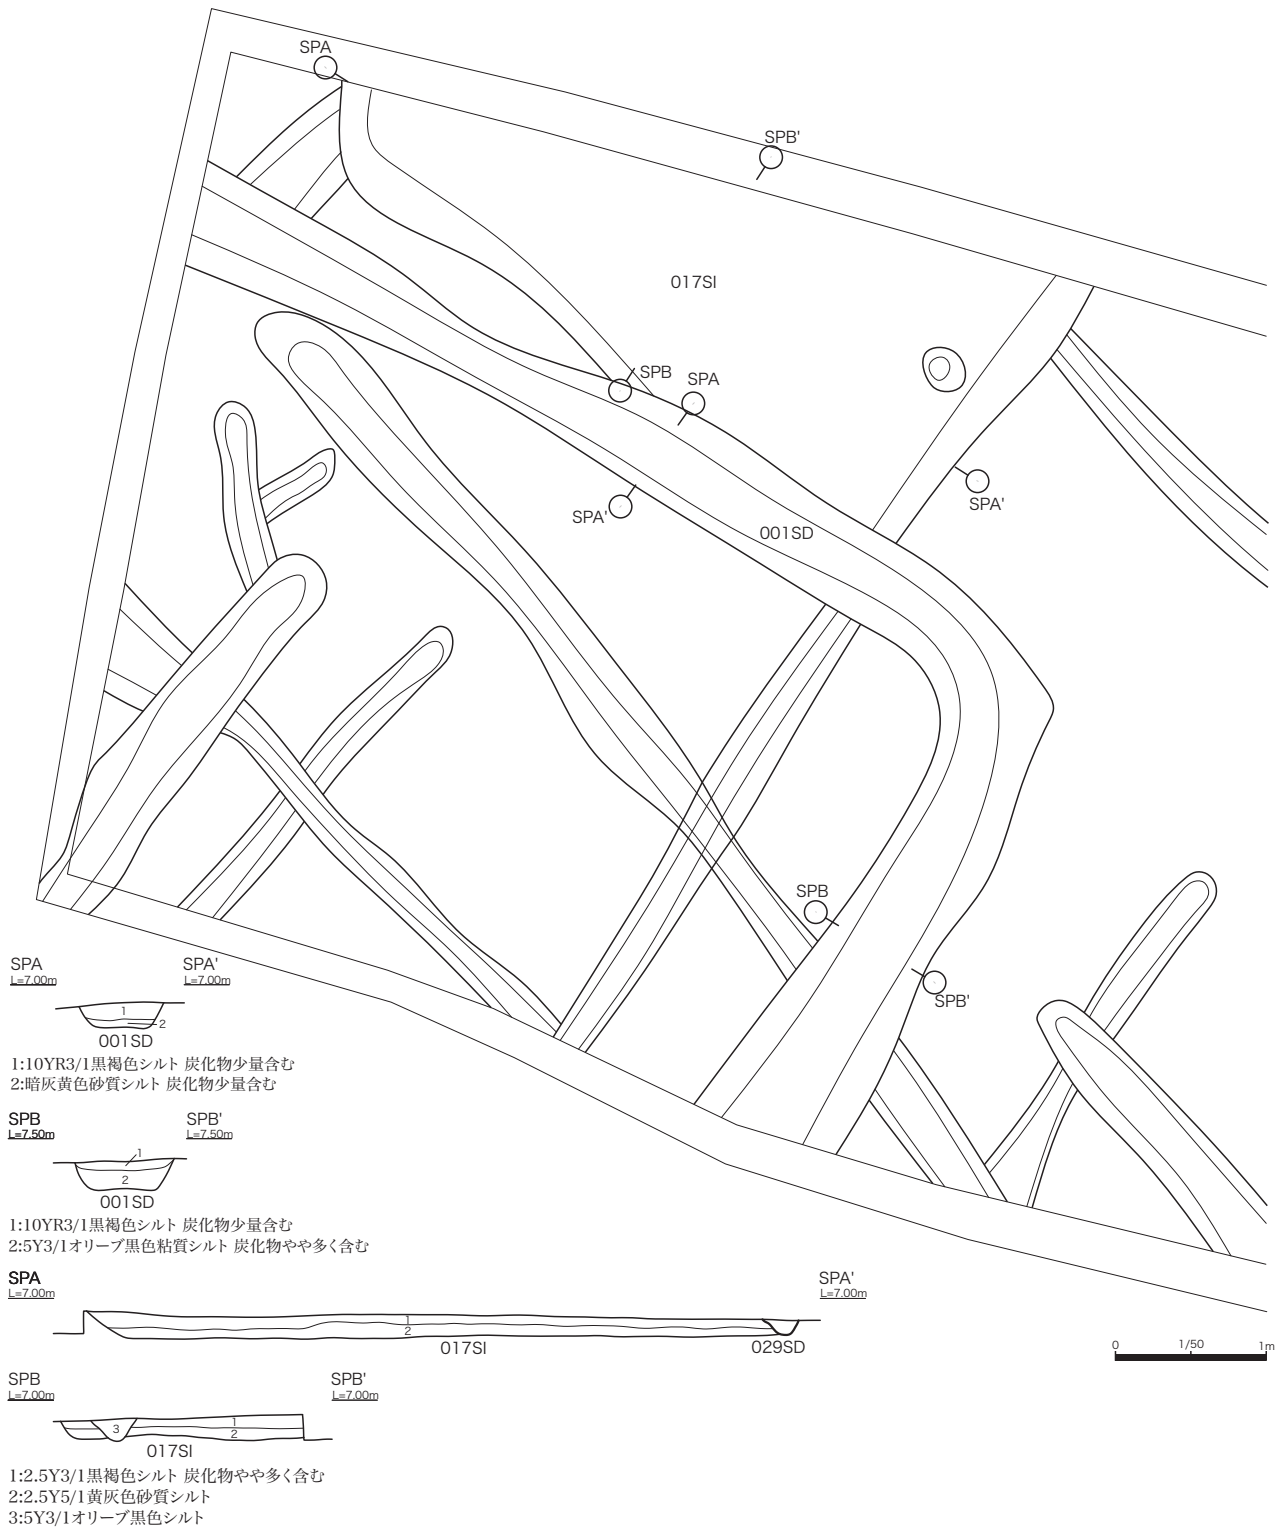 SPA
SPB'
017SI
SPB
SPA
SPA'
SPA'
001SD
SPB
SPB'
SPA
SPA'
L=7.00m
L=7.00m
1
2
001SD
1:10YR3/1黒褐色シルト 炭化物少量含む
2:暗灰黄色砂質シルト 炭化物少量含む
SPB
SPB'
L=7.50m
L=7.50m
1
2
001SD
1:10YR3/1黒褐色シルト 炭化物少量含む
2:5Y3/1オリーブ黒色粘質シルト 炭化物やや多く含む
SPA
SPA'
L=7.00m
L=7.00m
1
2
017SI
029SD
0
1/50
1m
SPB
SPB'
L=7.00m
L=7.00m
1
2
3
017SI
1:2.5Y3/1黒褐色シルト 炭化物やや多く含む
2:2.5Y5/1黄灰色砂質シルト
3:5Y3/1オリーブ黒色シルト